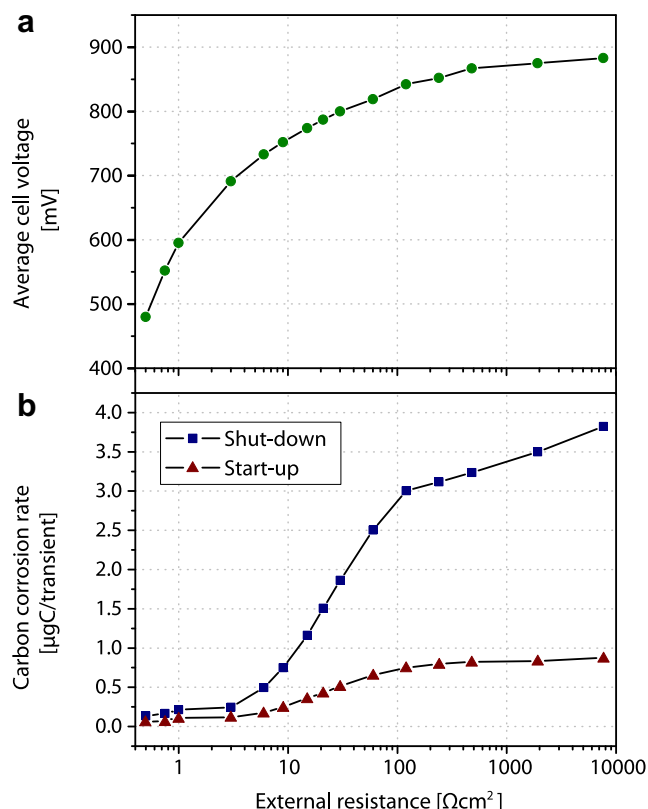 a
900
800
700
600
500
400
Average cell voltage
[mV]
b
4.0
3.5
3.0
2.5
2.0
1.5
1.0
0.5
0.0
Carbon corrosion rate
[µgC/transient]
Shut-down
Start-up
1 10 100 1000 10000
External resistance [Ωcm²]